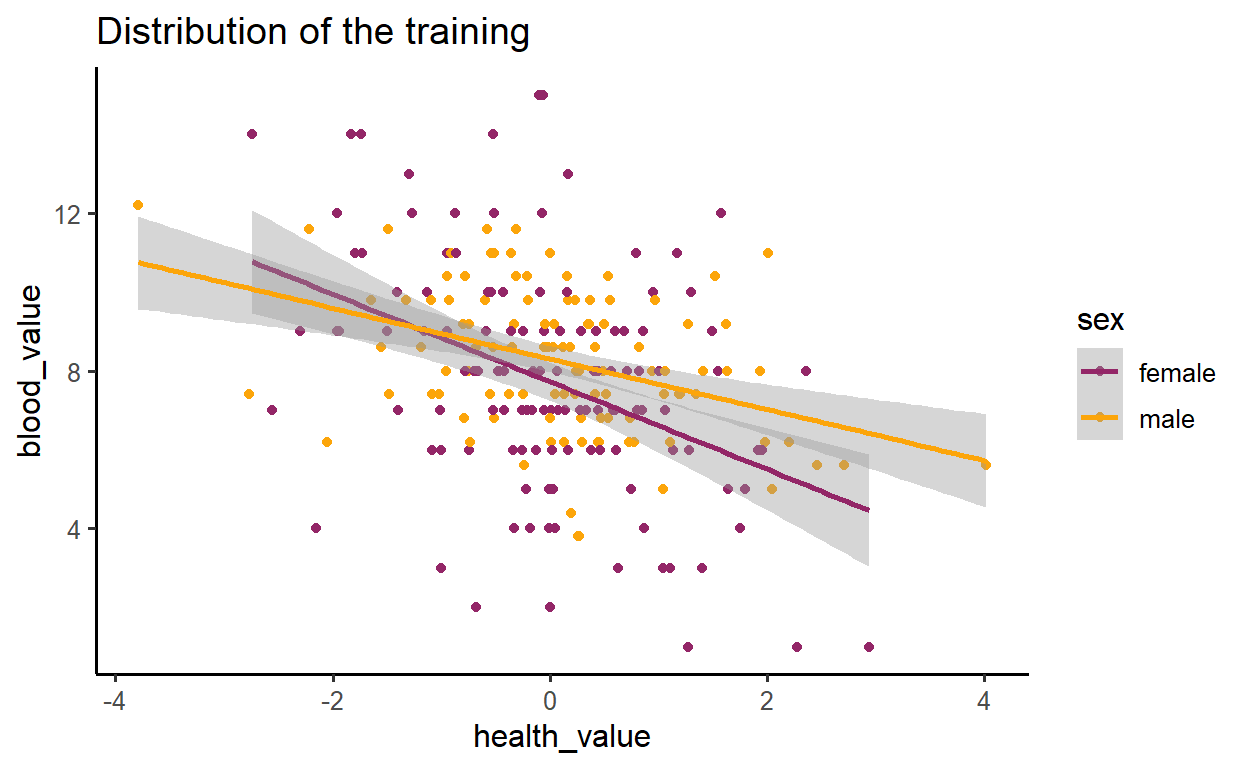 Distribution of the training
blood_value
12
8
4
-4
-2
0
2
4
health_value
sex
female
male